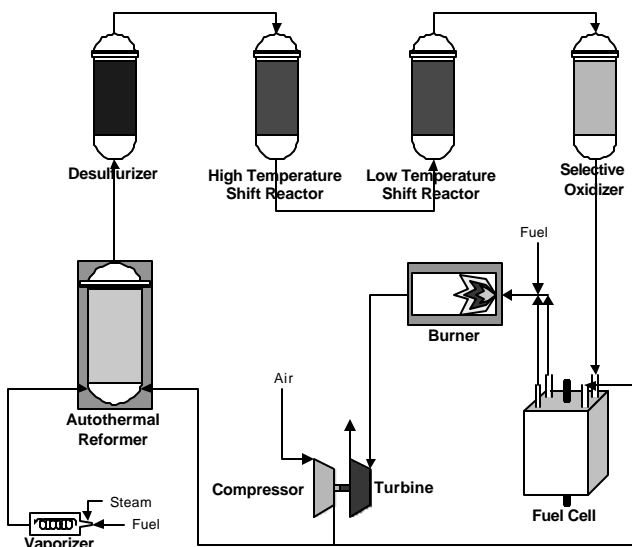 Desulfurizer
High Temperature
Shift Reactor
Low Temperature
Shift Reactor
Selective
Oxidizer
Fuel
Burner
Air
Autothermal
Reformer
Compressor
Turbine
Steam
Fuel
Vaporizer
Fuel Cell